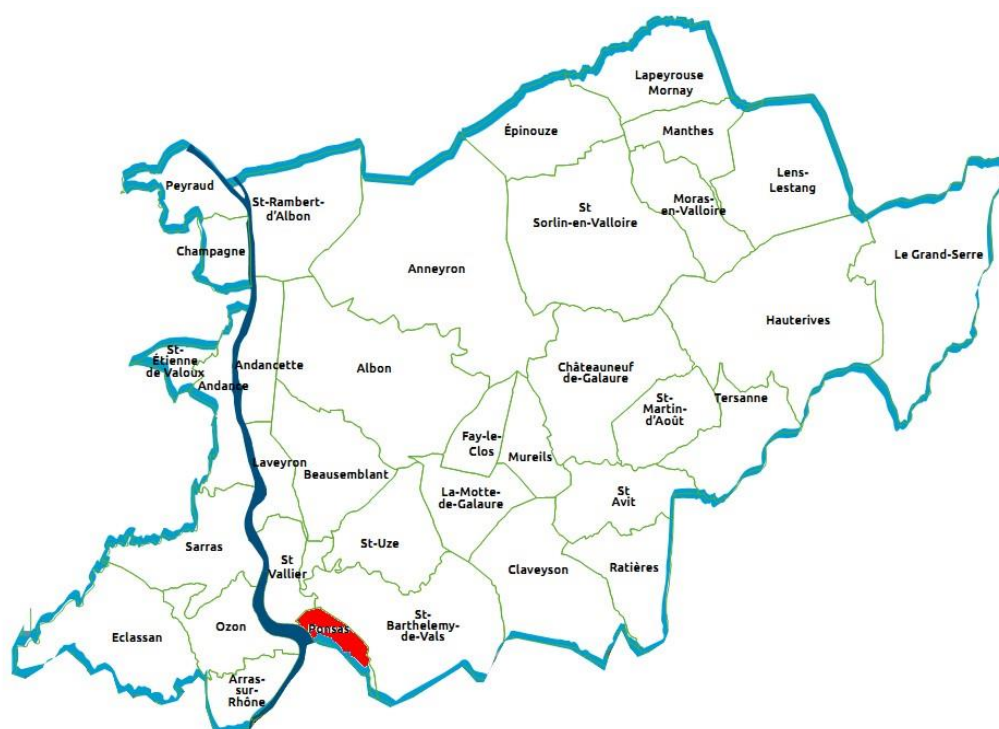 Lapeyrouse
Mornay
Épinouze
Manthes
Peyraud
St-Rambert-
d'Albon
St
Sorlin-en-Valloire
Moras-
en-Valloire
Lens-
Lestang
Champagne
Anneyron
Le Grand-Serre
Hauterives
St-
Étienne
de Valoux
Andance
Andancette
Albon
Châteauneuf
de-Galaure
St-
Martin-
d'Août
Tersanne
Fay-le-
Clos
Mureils
Laveyron
Beausemblant
La-Motte-
de-Galaure
St
Avit
Sarras
St
Vallier
St-Uze
Claveyson
Ratières
Eclassan
Ozon
Ponsas
St-
Barthelemy-
de-Vals
Arras-
sur-
Rhône